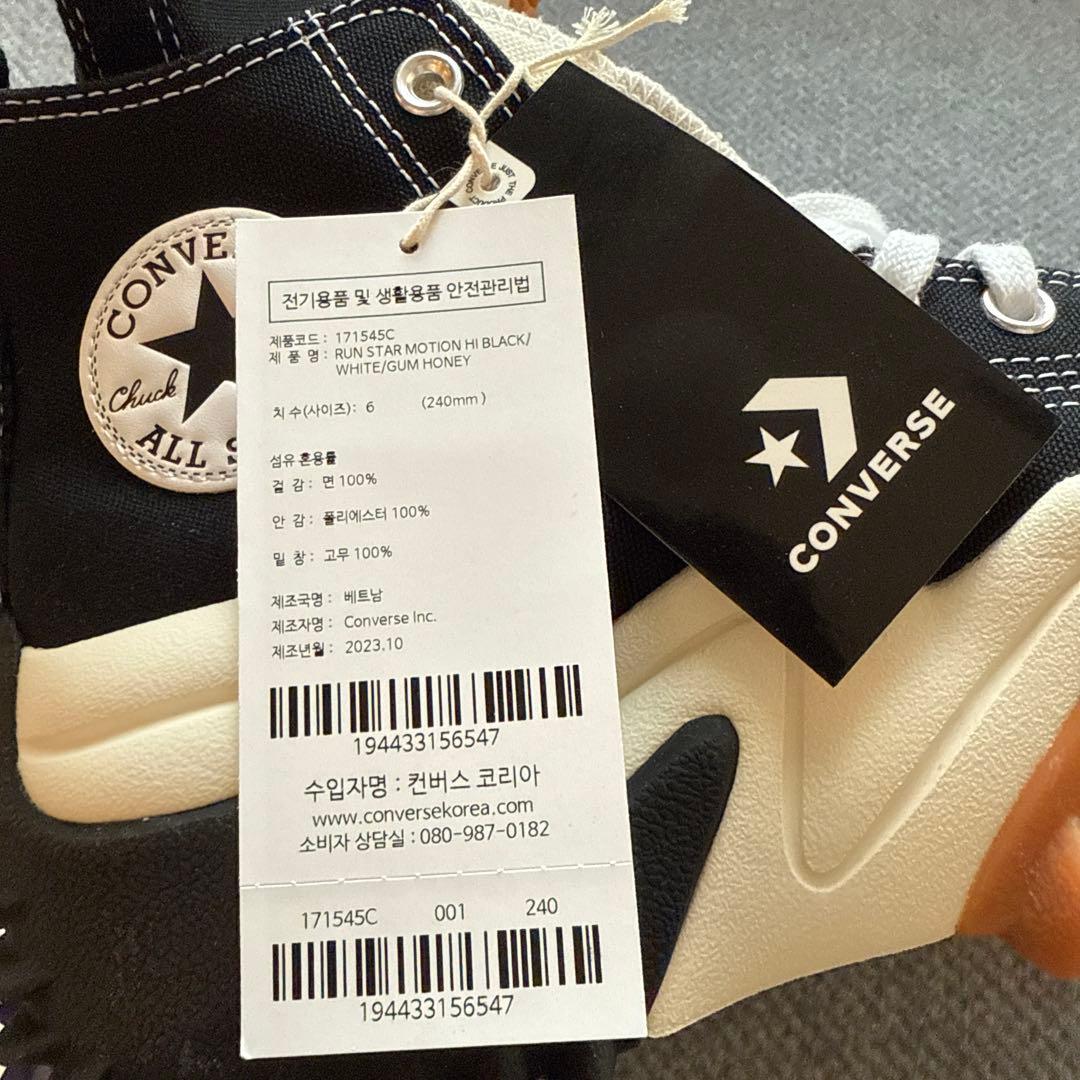 CONVERSE JUST THE PRODUCT
CONVE
Chuck
ALL S
전기용품 및 생활용품 안전관리법
제품코드 : 171545C
제 품 명 : RUN STAR MOTION HI BLACK/
WHITE/GUM HONEY
치 수(사이즈) : 6 (240mm)
섬유 혼용률
겉 감 : 면 100%
안 감 : 폴리에스터 100%
밑 창 : 고무 100%
제조국명 : 베트남
제조자명 : Converse Inc.
제조년월 : 2023.10
194433156547
수입자명 : 컨버스 코리아
www.conversekorea.com
소비자 상담실 : 080-987-0182
171545C 001 240
194433156547
CONVERSE